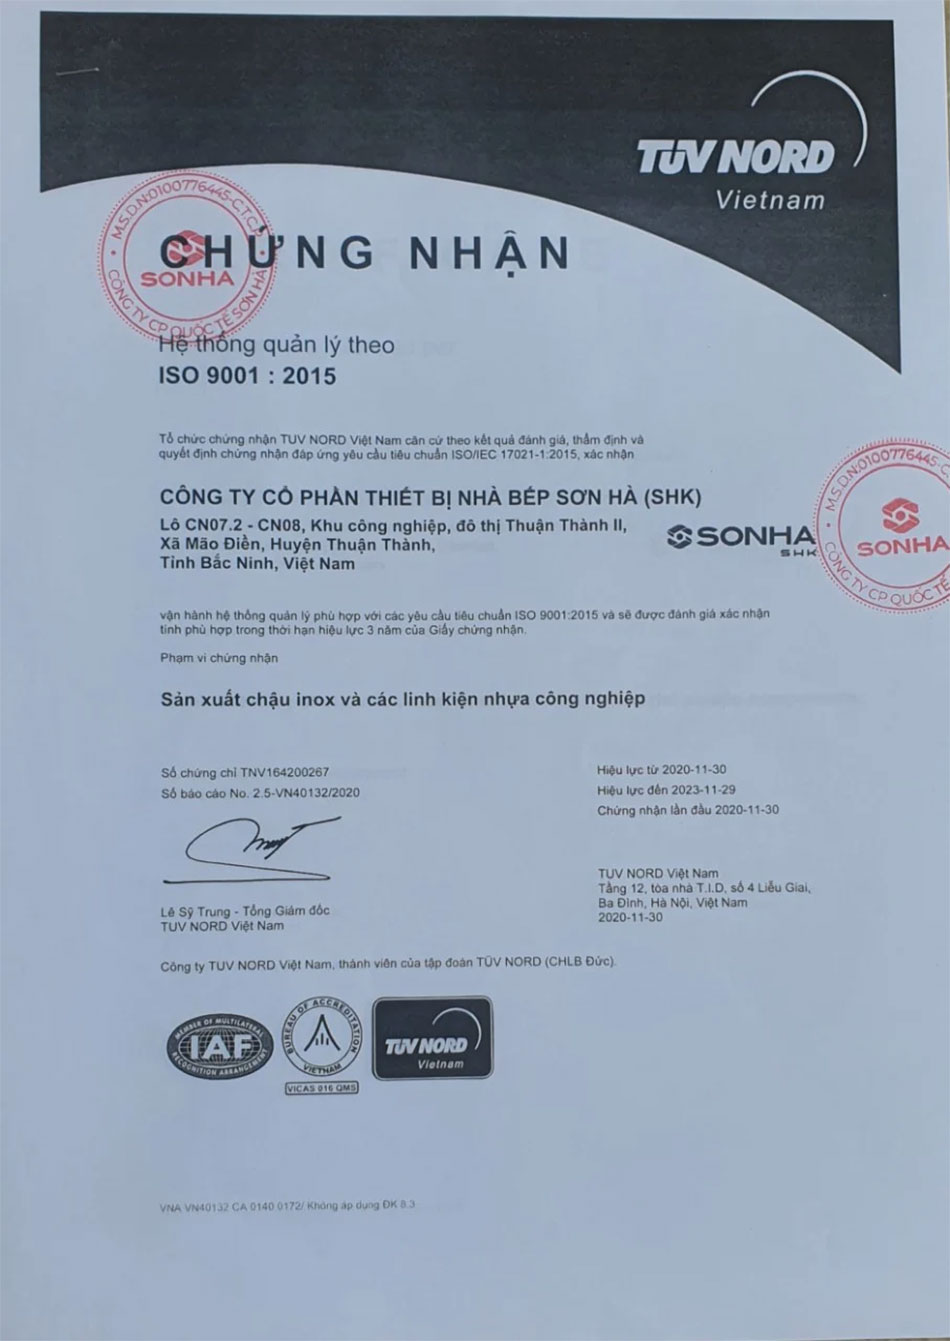 TÜV NORD
Vietnam
CHỨNG NHẬN
M.S.D.N:0100776445-C.T.C.P
SONHA
CÔNG TY CP QUỐC TẾ SƠN HÀ
Hệ thống quản lý theo
ISO 9001 : 2015
Tổ chức chứng nhận TUV NORD Việt Nam căn cứ theo kết quả đánh giá, thẩm định và
quyết định chứng nhận đáp ứng yêu cầu tiêu chuẩn ISO/IEC 17021-1:2015, xác nhận
CÔNG TY CỔ PHẦN THIẾT BỊ NHÀ BẾP SƠN HÀ (SHK)
Lô CN07.2 - CN08, Khu công nghiệp, đô thị Thuận Thành II,
Xã Mão Điền, Huyện Thuận Thành,
Tỉnh Bắc Ninh, Việt Nam
SONHA
SHK
M.S.D.N:0100776445-C
SONHA
CÔNG TY CP QUỐC TẾ
vận hành hệ thống quản lý phù hợp với các yêu cầu tiêu chuẩn ISO 9001:2015 và sẽ được đánh giá xác nhận
tính phù hợp trong thời hạn hiệu lực 3 năm của Giấy chứng nhận.
Phạm vi chứng nhận
Sản xuất chậu inox và các linh kiện nhựa công nghiệp
Số chứng chỉ TNV164200267
Số báo cáo No. 2.5-VN40132/2020
Hiệu lực từ 2020-11-30
Hiệu lực đến 2023-11-29
Chứng nhận lần đầu 2020-11-30
Lê Sỹ Trung - Tổng Giám đốc
TUV NORD Việt Nam
TUV NORD Việt Nam
Tầng 12, tòa nhà T.I.D, số 4 Liễu Giai,
Ba Đình, Hà Nội, Việt Nam
2020-11-30
Công ty TUV NORD Việt Nam, thành viên của tập đoàn TÜV NORD (CHLB Đức).
MEMBER OF MULTILATERAL
IAF
RECOGNITION ARRANGEMENT
BUREAU OF ACCREDITATION
VIETNAM
VICAS 016 QMS
TÜV NORD
Vietnam
VNA VN40132 CA 0140 0172/ Không áp dụng ĐK 8.3